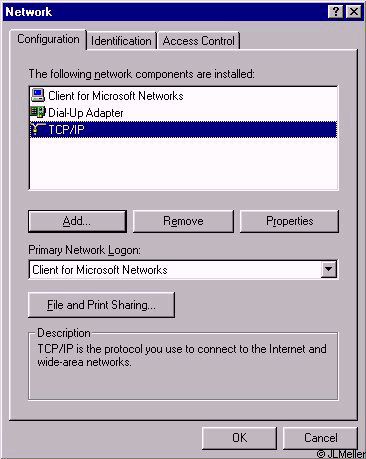 Network
Configuration Identification Access Control
The following network components are installed:
Client for Microsoft Networks
Dial-Up Adapter
TCP/IP
Add... Remove Properties
Primary Network Logon:
Client for Microsoft Networks
File and Print Sharing...
Description
TCP/IP is the protocol you use to connect to the Internet and
wide-area networks.
OK Cancel
© JLMeller